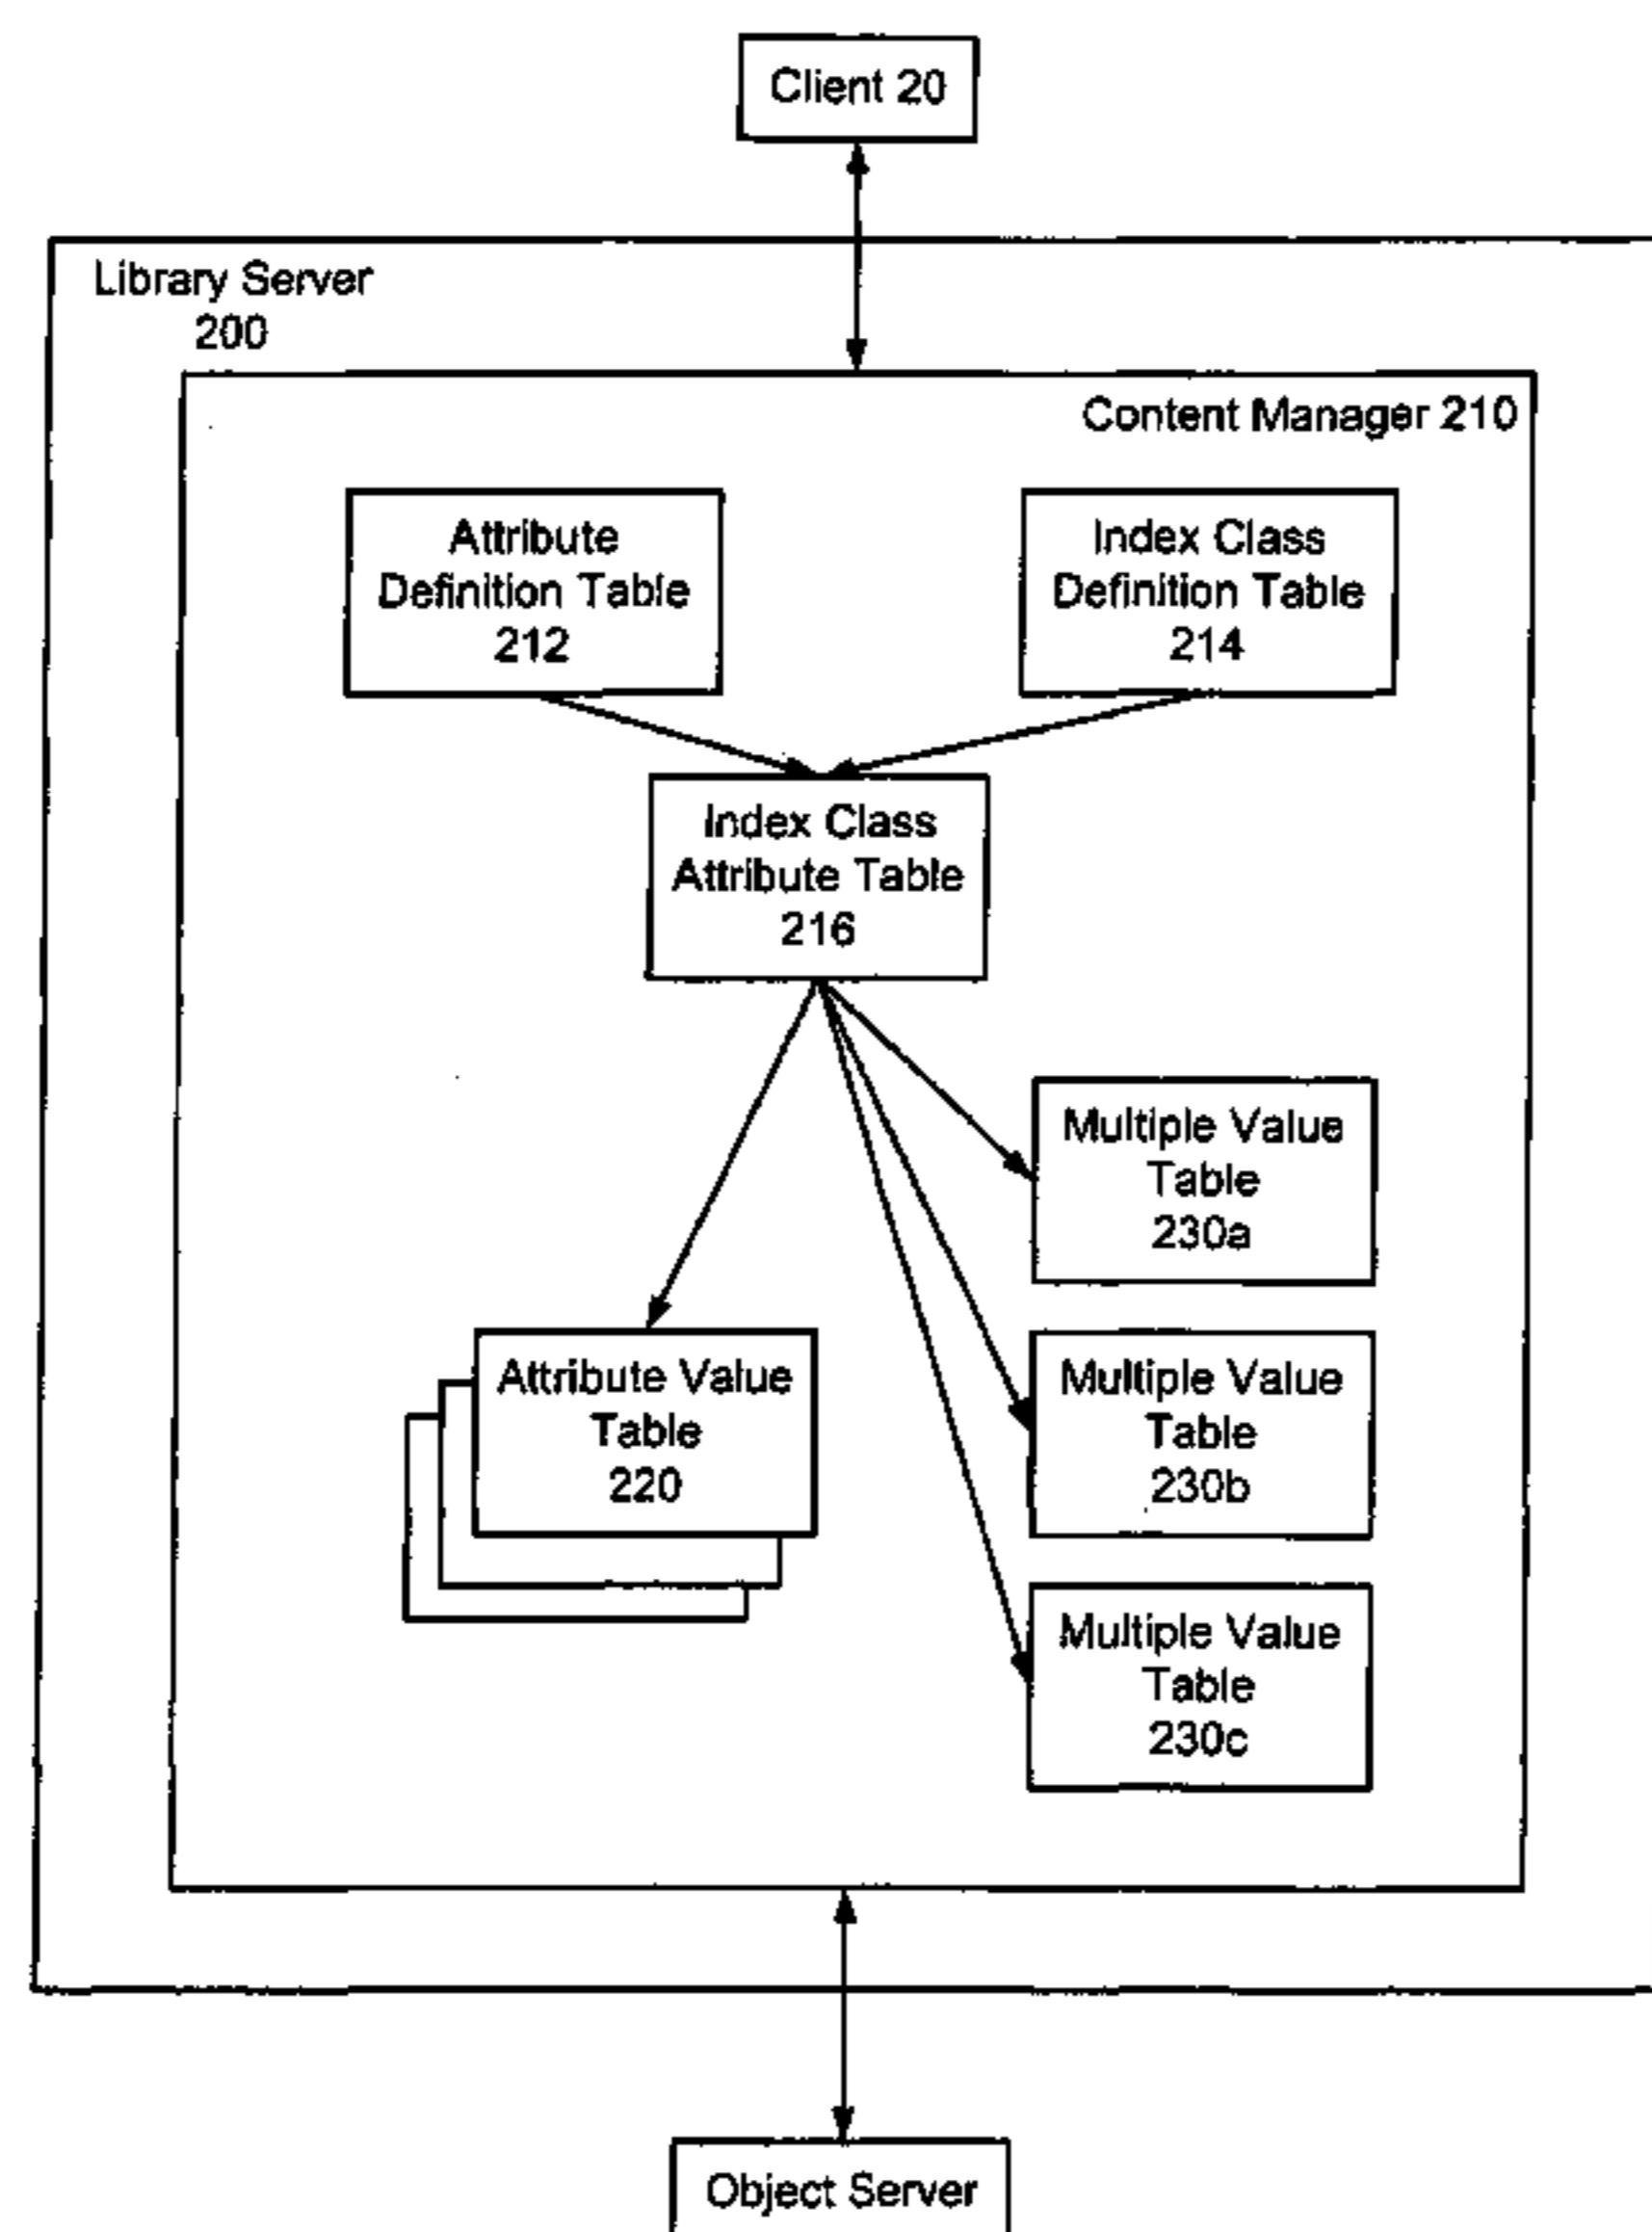 Client 20
Library Server
200
Content Manager 210
Attribute
Definition Table
212
Index Class
Definition Table
214
Index Class
Attribute Table
216
Multiple Value
Table
230a
Attribute Value
Table
220
Multiple Value
Table
230b
Multiple Value
Table
230c
Object Server